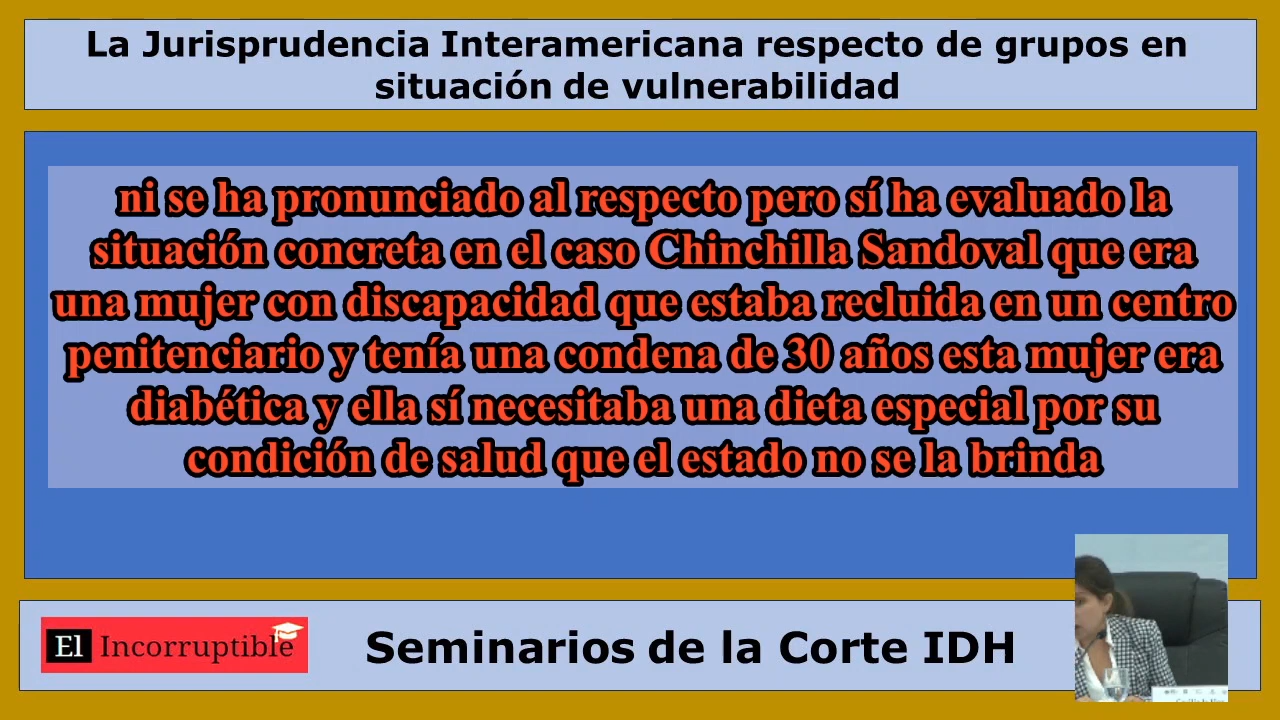 La Jurisprudencia Interamericana respecto de grupos en
situación de vulnerabilidad
ni se ha pronunciado al respecto pero sí ha evaluado la
situación concreta en el caso Chinchilla Sandoval que era
una mujer con discapacidad que estaba recluida en un centro
penitenciario y tenía una condena de 30 años esta mujer era
diabética y ella sí necesitaba una dieta especial por su
condición de salud que el estado no se la brinda
El Incorruptible
Seminarios de la Corte IDH